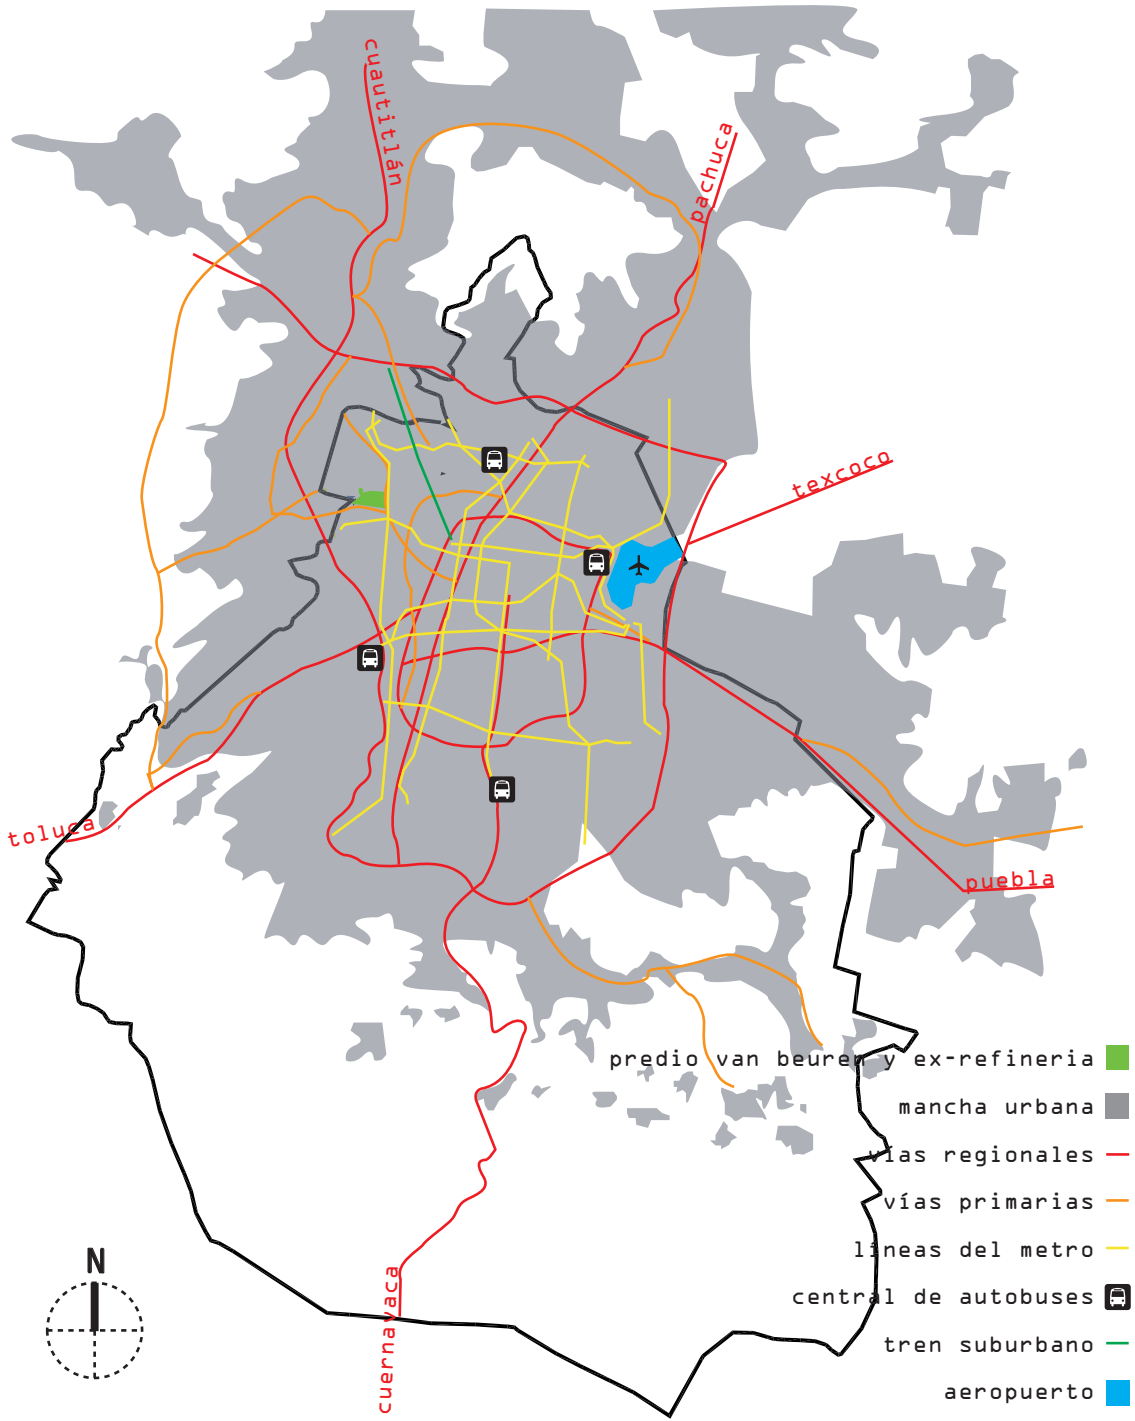 cuautitlán
pachuca
texcoco
toluca
puebla
predio van beuren y ex-refineria
mancha urbana
vías regionales
vías primarias
líneas del metro
central de autobuses
tren suburbano
aeropuerto
N
cuernavaca